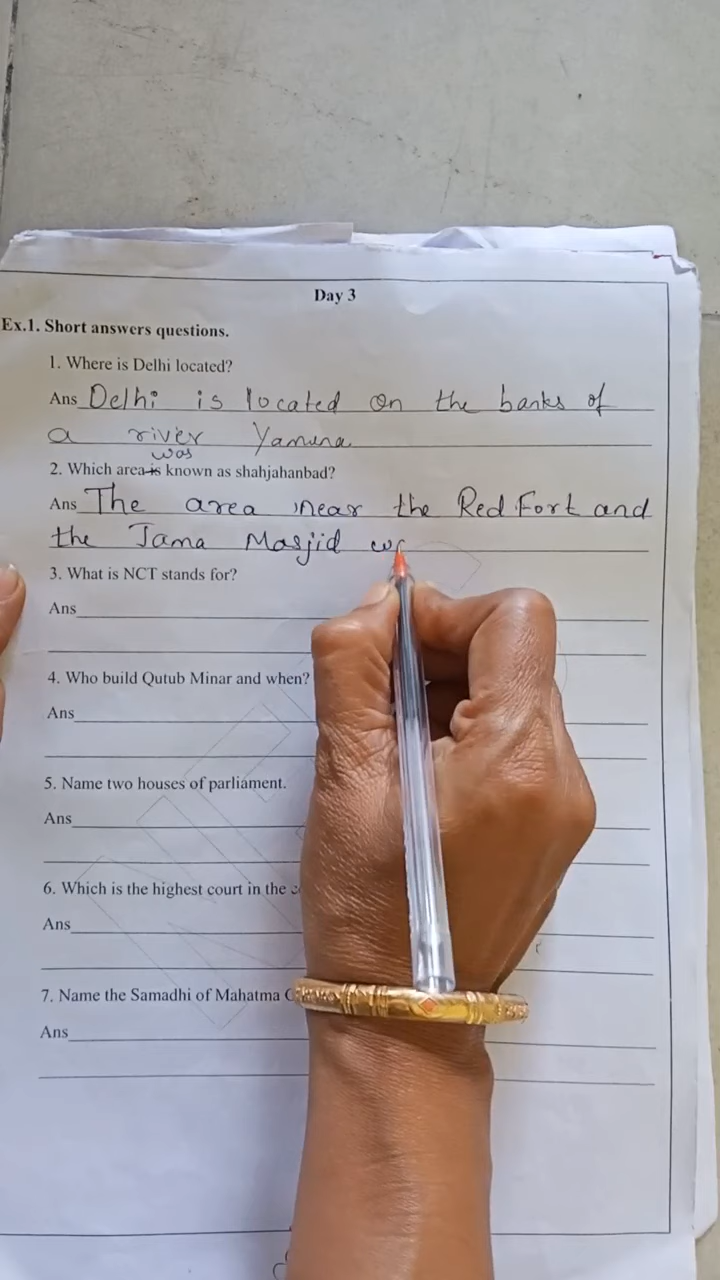 Day 3
Ex.1. Short answers questions.
1. Where is Delhi located?
Ans Delhi is located on the banks of
a river Yamuna
was
2. Which area is known as shahjahanbad?
Ans The area near the Red Fort and
the Jama Masjid
3. What is NCT stands for?
Ans
4. Who build Qutub Minar and when?
Ans
5. Name two houses of parliament.
Ans
6. Which is the highest court in the
Ans
7. Name the Samadhi of Mahatma
Ans